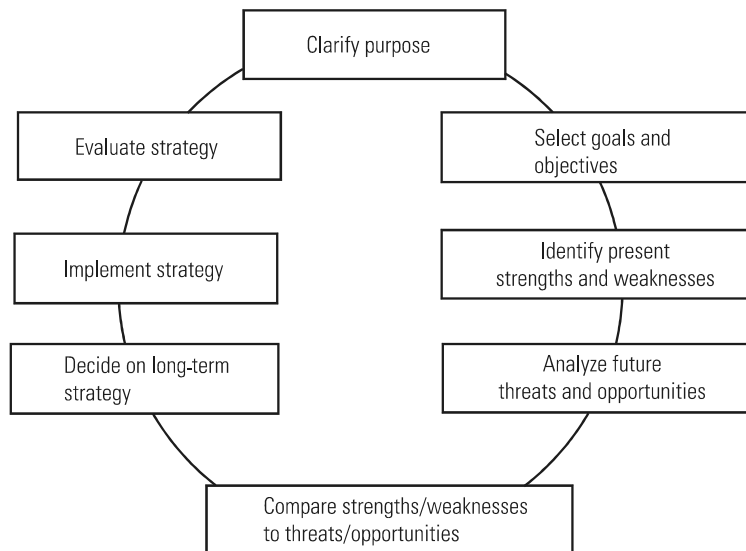 Clarify purpose
Evaluate strategy
Select goals and
objectives
Implement strategy
Identify present
strengths and weaknesses
Decide on long-term
strategy
Analyze future
threats and opportunities
Compare strengths/weaknesses
to threats/opportunities